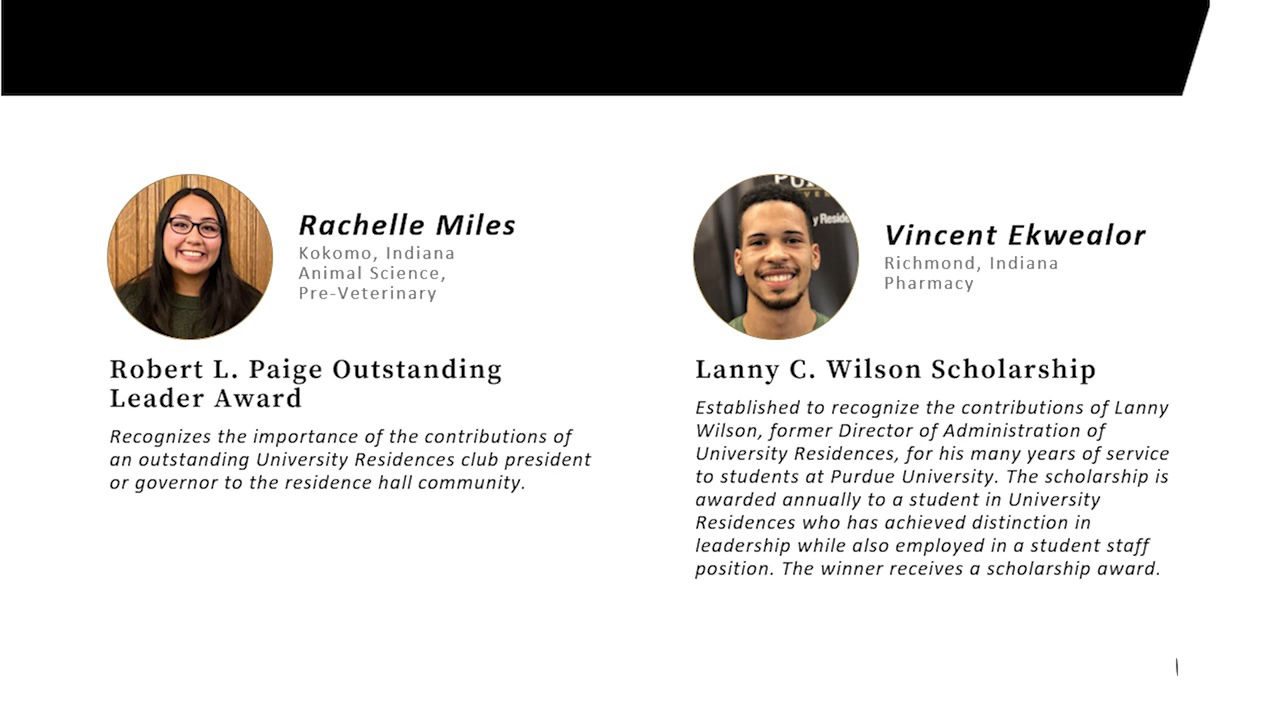 Rachelle Miles
Kokomo, Indiana
Animal Science,
Pre-Veterinary
Robert L. Paige Outstanding
Leader Award
Recognizes the importance of the contributions of
an outstanding University Residences club president
or governor to the residence hall community.
Vincent Ekwealor
Richmond, Indiana
Pharmacy
Lanny C. Wilson Scholarship
Established to recognize the contributions of Lanny
Wilson, former Director of Administration of
University Residences, for his many years of service
to students at Purdue University. The scholarship is
awarded annually to a student in University
Residences who has achieved distinction in
leadership while also employed in a student staff
position. The winner receives a scholarship award.